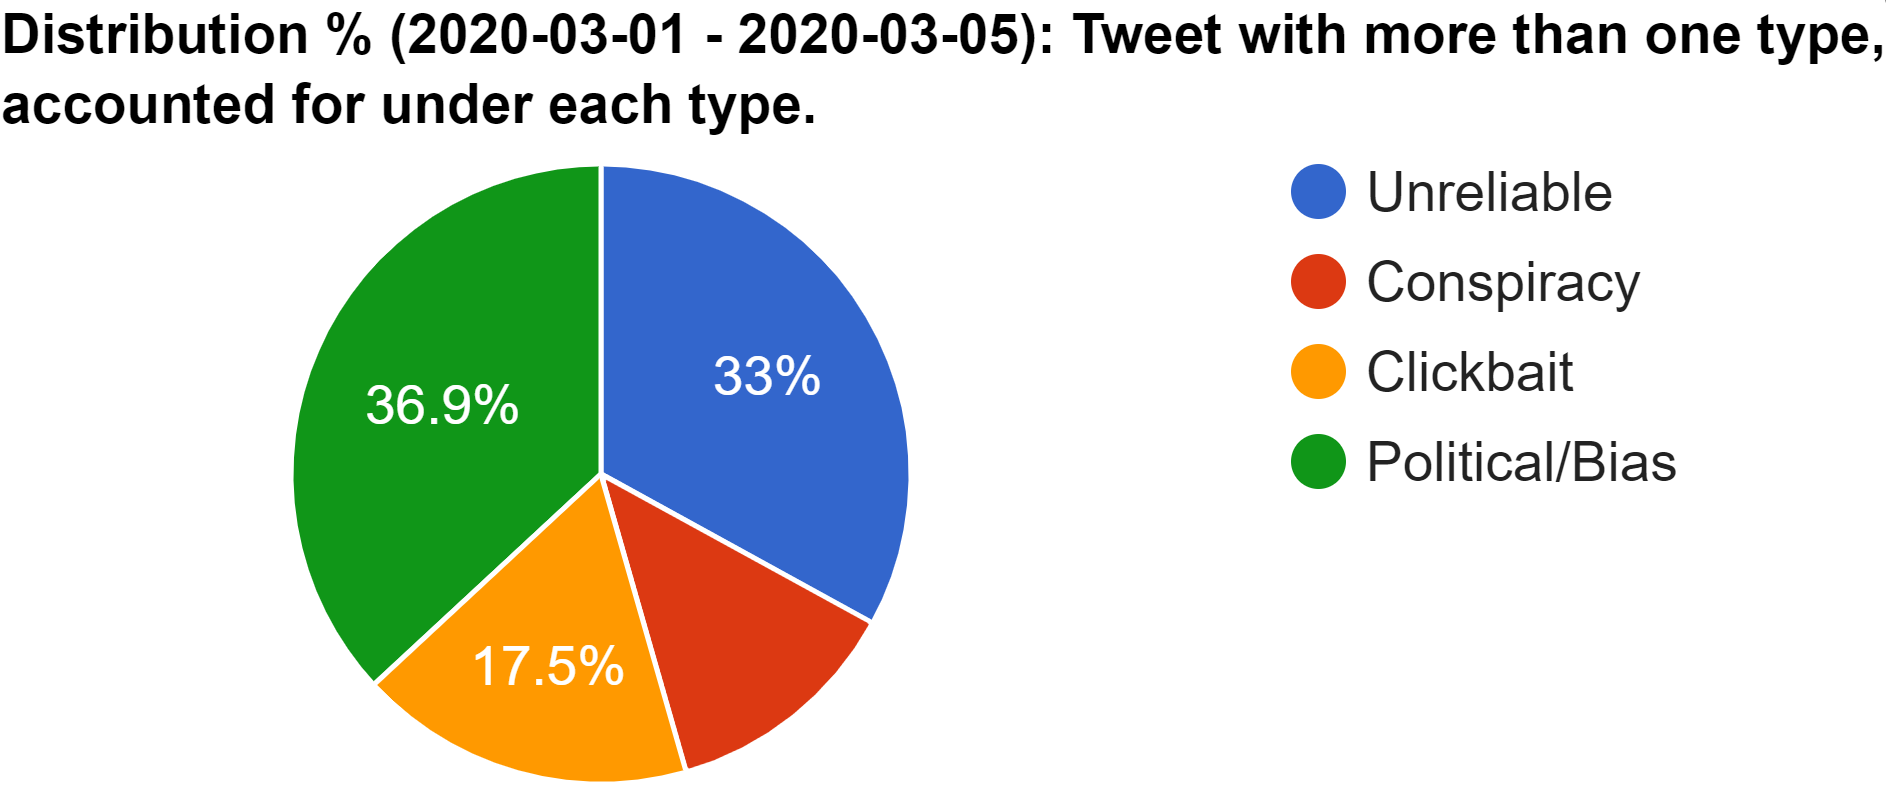 Distribution % (2020-03-01 - 2020-03-05): Tweet with more than one type,
accounted for under each type.
33%
36.9%
17.5%
Unreliable
Conspiracy
Clickbait
Political/Bias